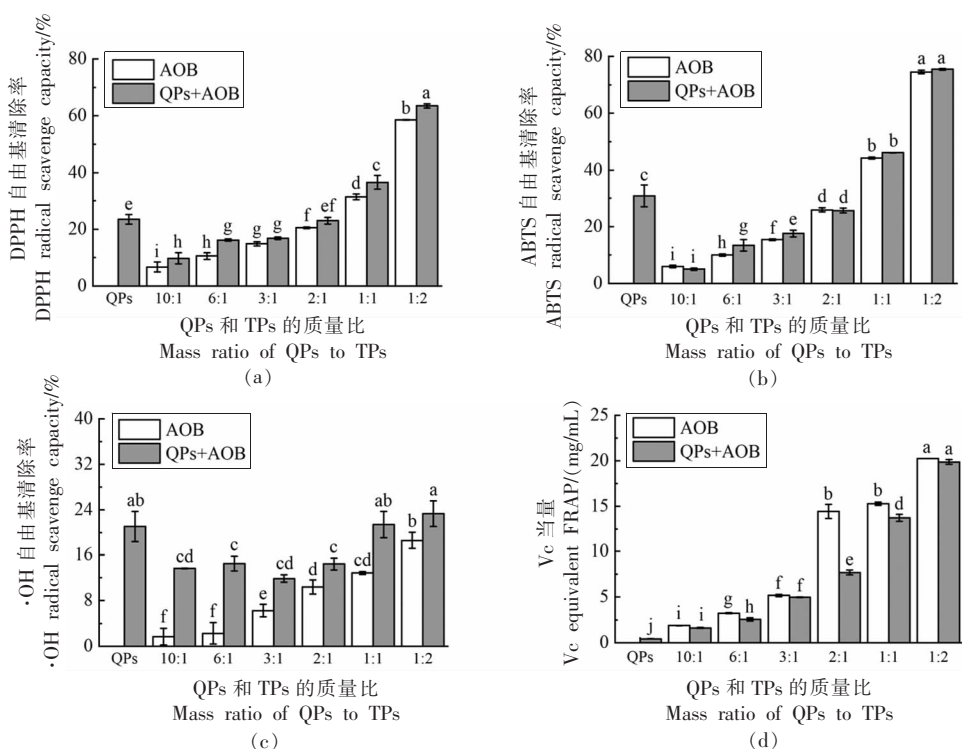 DPPH 自由基清除率
DPPH radical scavenge capacity/%
80
60
40
20
0
AOB
QPs+AOB
e
i
h
h
g
g
g
f
ef
d
c
b
a
QPs
10:1
6:1
3:1
2:1
1:1
1:2
QPs 和 TPs 的质量比
Mass ratio of QPs to TPs
(a)
ABTS 自由基清除率
ABTS radical scavenge capacity/%
80
60
40
20
0
AOB
QPs+AOB
c
i
i
h
g
f
e
d
d
b
b
a
a
QPs
10:1
6:1
3:1
2:1
1:1
1:2
QPs 和 TPs 的质量比
Mass ratio of QPs to TPs
(b)
·OH 自由基清除率
·OH radical scavenge capacity/%
40
32
24
16
8
0
AOB
QPs+AOB
ab
f
cd
f
c
e
cd
d
c
cd
ab
b
a
QPs
10:1
6:1
3:1
2:1
1:1
1:2
QPs 和 TPs 的质量比
Mass ratio of QPs to TPs
(c)
Vc 当量
Vc equivalent FRAP/(mg/mL)
25
20
15
10
5
0
AOB
QPs+AOB
j
i
i
g
h
f
f
b
e
b
d
a
a
QPs
10:1
6:1
3:1
2:1
1:1
1:2
QPs 和 TPs 的质量比
Mass ratio of QPs to TPs
(d)